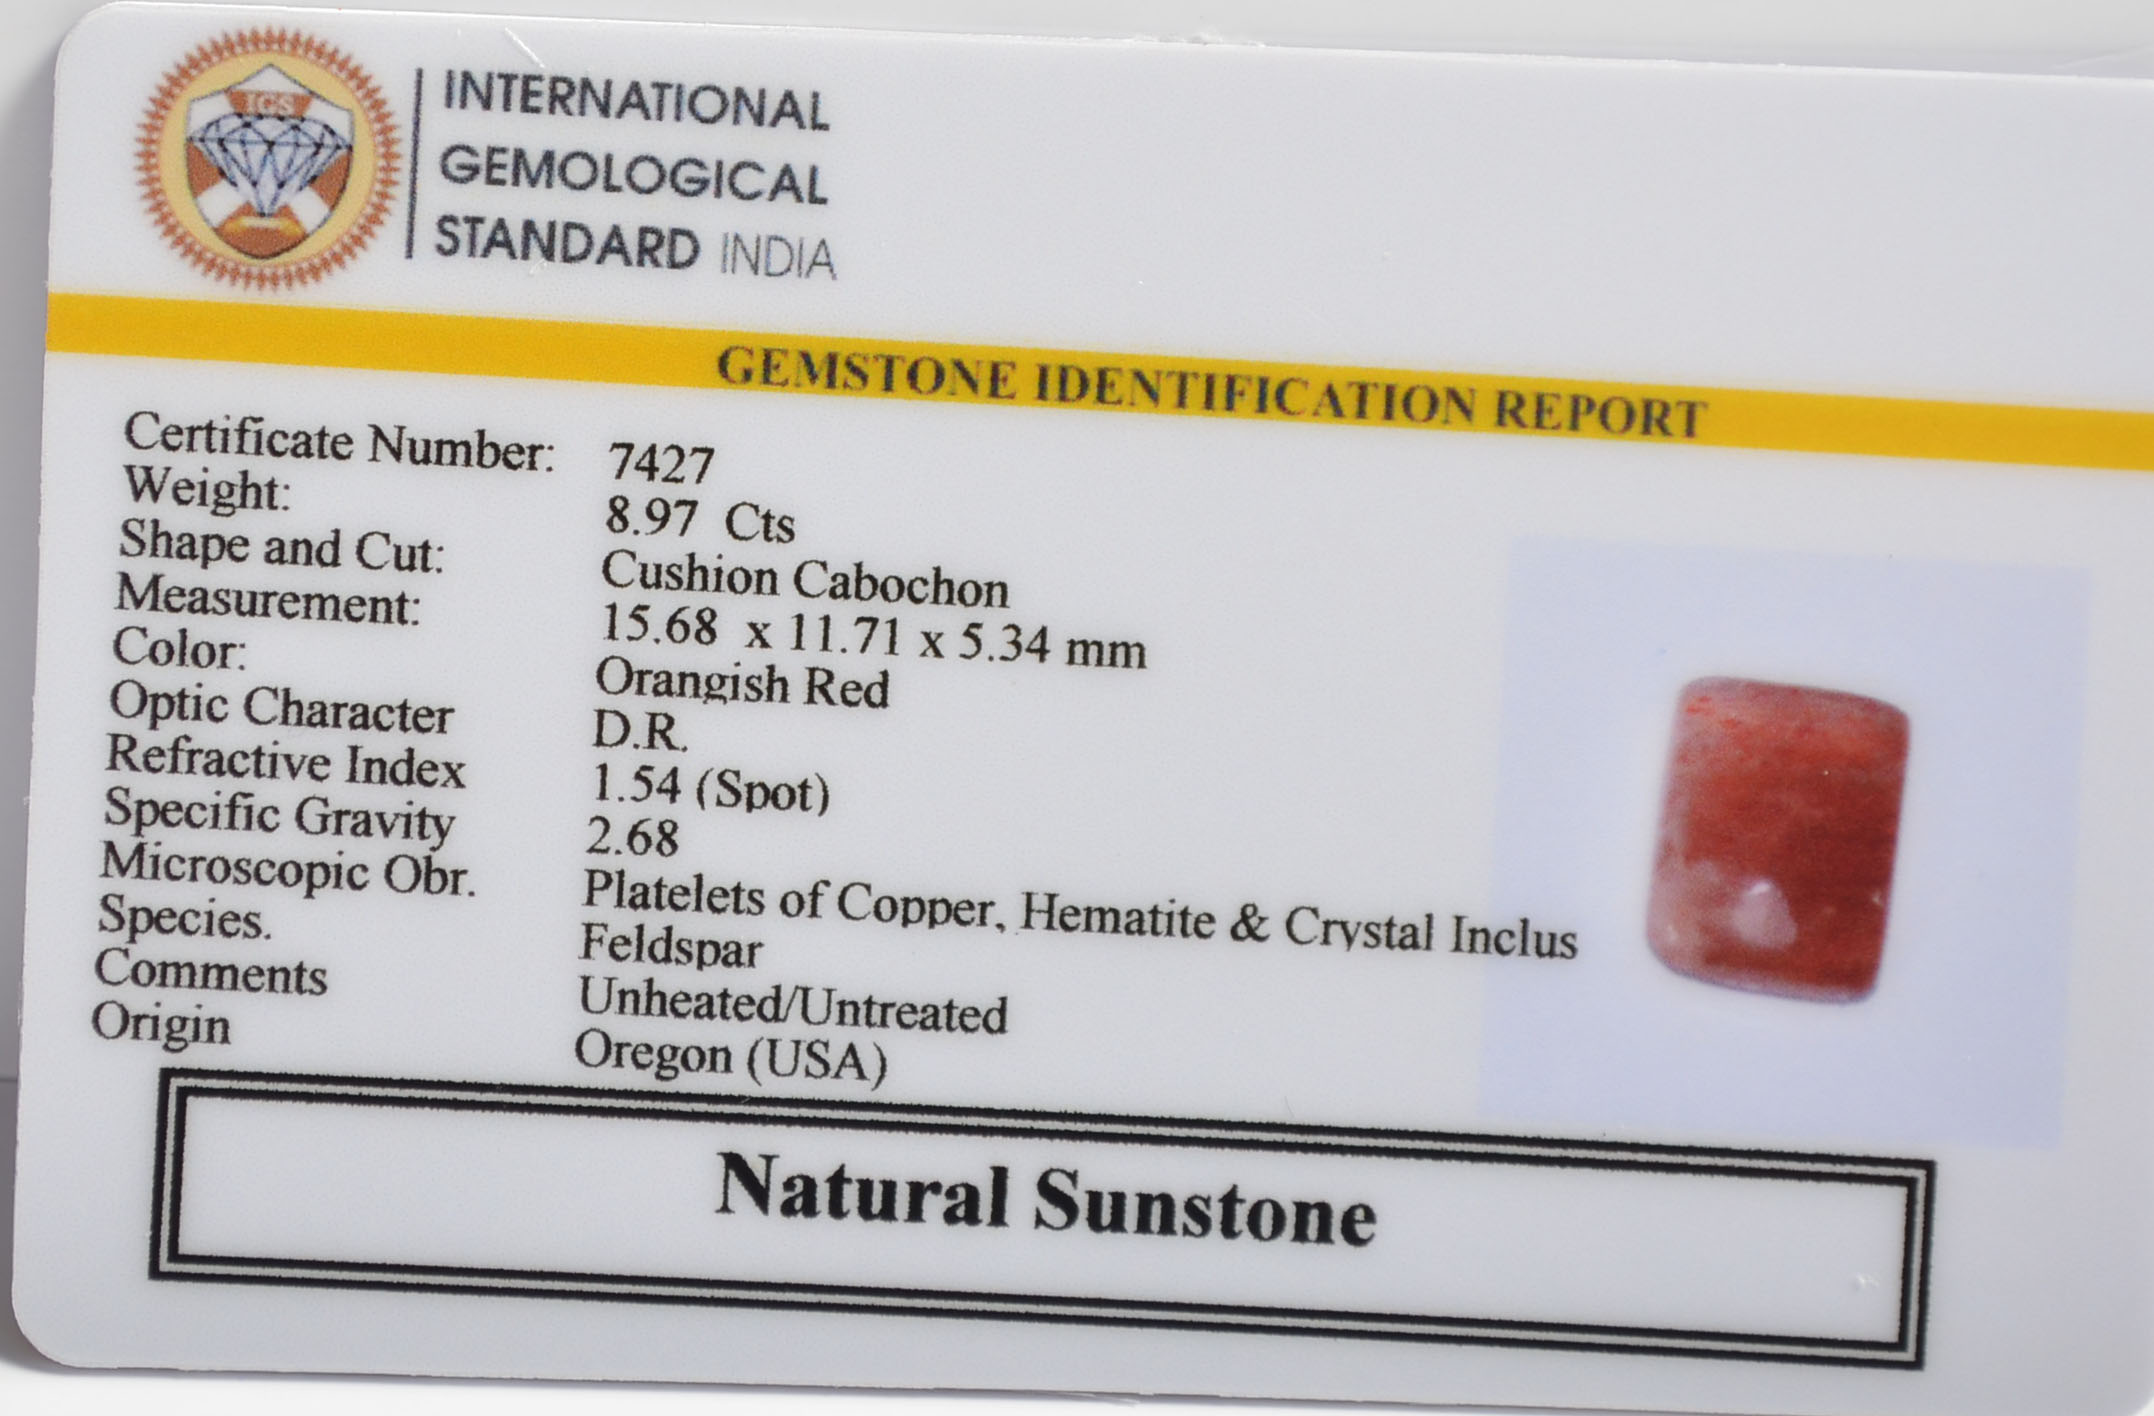 IGS
INTERNATIONAL
GEMOLOGICAL
STANDARD INDIA
GEMSTONE IDENTIFICATION REPORT
Certificate Number: 7427
Weight: 8.97 Cts
Shape and Cut: Cushion Cabochon
Measurement: 15.68 x 11.71 x 5.34 mm
Color: Orangish Red
Optic Character D.R.
Refractive Index 1.54 (Spot)
Specific Gravity 2.68
Microscopic Obr. Platelets of Copper, Hematite & Crystal Inclus
Species. Feldspar
Comments Unheated/Untreated
Origin Oregon (USA)
Natural Sunstone